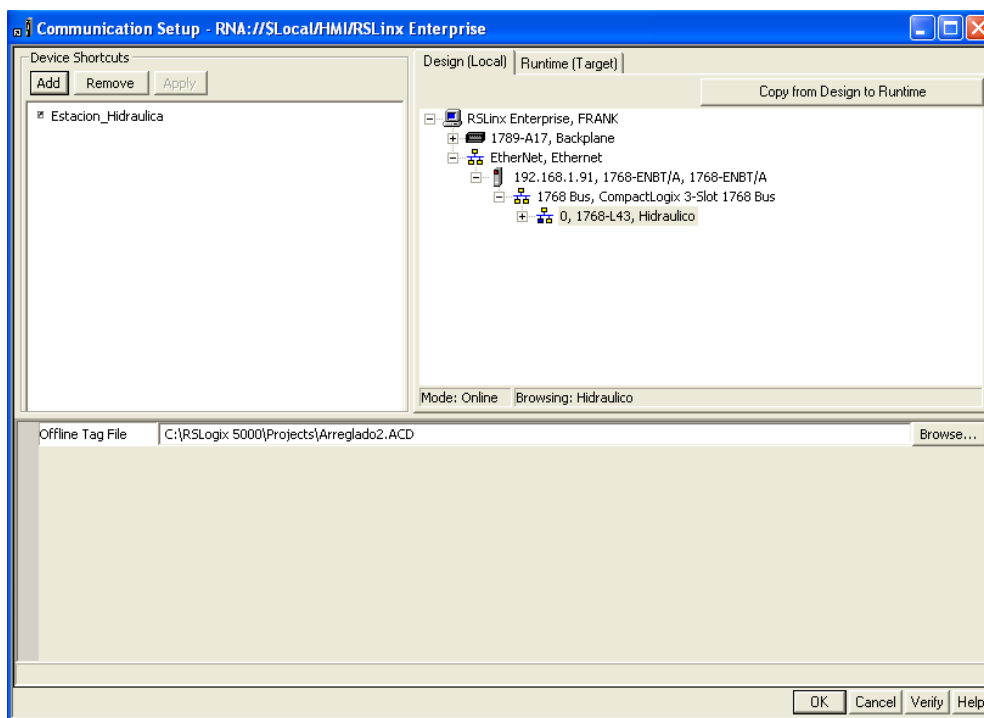 Communication Setup - RNA://$Local/HMI/RSLinx Enterprise
Device Shortcuts
Add Remove Apply
Estacion_Hidraulica
Design (Local) Runtime (Target)
Copy from Design to Runtime
RSLinx Enterprise, FRANK
1789-A17, Backplane
EtherNet, Ethernet
192.168.1.91, 1768-ENBT/A, 1768-ENBT/A
1768 Bus, CompactLogix 3-Slot 1768 Bus
0, 1768-L43, Hidraulico
Mode: Online Browsing: Hidraulico
Offline Tag File C:\RSLogix 5000\Projects\Arreglado2.ACD Browse...
OK Cancel Verify Help